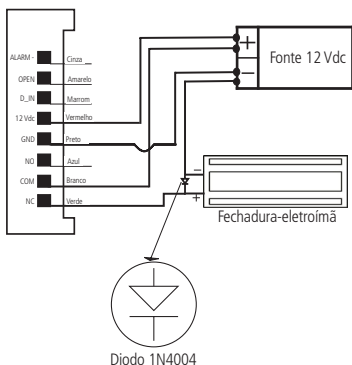 ALARM - Cinza
OPEN Amarelo
D_IN Marrom
12 Vdc Vermelho
GND Preto
NO Azul
COM Branco
NC Verde
+ Fonte 12 Vdc
-
-
+
Fechadura-eletroímã
Diodo 1N4004